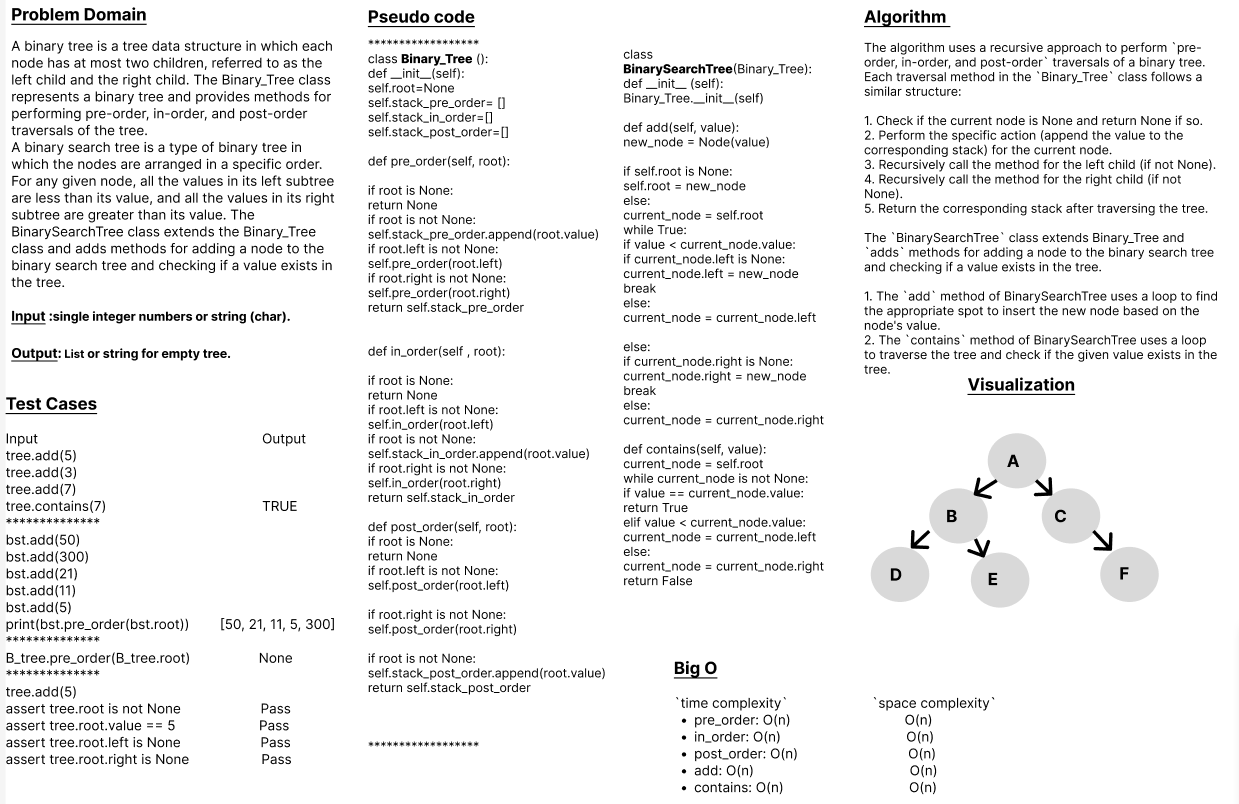 Problem Domain
A binary tree is a tree data structure in which each
node has at most two children, referred to as the
left child and the right child. The Binary_Tree class
represents a binary tree and provides methods for
performing pre-order, in-order, and post-order
traversals of the tree.
A binary search tree is a type of binary tree in
which the nodes are arranged in a specific order.
For any given node, all the values in its left subtree
are less than its value, and all the values in its right
subtree are greater than its value. The
BinarySearchTree class extends the Binary_Tree
class and adds methods for adding a node to the
binary search tree and checking if a value exists in
the tree.
Input :single integer numbers or string (char).
Output: List or string for empty tree.
Test Cases
Input Output
tree.add(5)
tree.add(3)
tree.add(7)
tree.contains(7) TRUE
**************
bst.add(50)
bst.add(300)
bst.add(21)
bst.add(11)
bst.add(5)
print(bst.pre_order(bst.root)) [50, 21, 11, 5, 300]
**************
B_tree.pre_order(B_tree.root) None
**************
tree.add(5)
assert tree.root is not None Pass
assert tree.root.value == 5 Pass
assert tree.root.left is None Pass
assert tree.root.right is None Pass
Pseudo code
******************
class Binary_Tree ():
def __init__(self):
self.root=None
self.stack_pre_order= []
self.stack_in_order=[]
self.stack_post_order=[]
def pre_order(self, root):
if root is None:
return None
if root is not None:
self.stack_pre_order.append(root.value)
if root.left is not None:
self.pre_order(root.left)
if root.right is not None:
self.pre_order(root.right)
return self.stack_pre_order
def in_order(self , root):
if root is None:
return None
if root.left is not None:
self.in_order(root.left)
if root is not None:
self.stack_in_order.append(root.value)
if root.right is not None:
self.in_order(root.right)
return self.stack_in_order
def post_order(self, root):
if root is None:
return None
if root.left is not None:
self.post_order(root.left)
if root.right is not None:
self.post_order(root.right)
if root is not None:
self.stack_post_order.append(root.value)
return self.stack_post_order
******************
class
BinarySearchTree(Binary_Tree):
def __init__ (self):
Binary_Tree.__init__(self)
def add(self, value):
new_node = Node(value)
if self.root is None:
self.root = new_node
else:
current_node = self.root
while True:
if value < current_node.value:
if current_node.left is None:
current_node.left = new_node
break
else:
current_node = current_node.left
else:
if current_node.right is None:
current_node.right = new_node
break
else:
current_node = current_node.right
def contains(self, value):
current_node = self.root
while current_node is not None:
if value == current_node.value:
return True
elif value < current_node.value:
current_node = current_node.left
else:
current_node = current_node.right
return False
Algorithm
The algorithm uses a recursive approach to perform `pre-
order, in-order, and post-order` traversals of a binary tree.
Each traversal method in the `Binary_Tree` class follows a
similar structure:
1. Check if the current node is None and return None if so.
2. Perform the specific action (append the value to the
corresponding stack) for the current node.
3. Recursively call the method for the left child (if not None).
4. Recursively call the method for the right child (if not
None).
5. Return the corresponding stack after traversing the tree.
The `BinarySearchTree` class extends Binary_Tree and
`adds` methods for adding a node to the binary search tree
and checking if a value exists in the tree.
1. The `add` method of BinarySearchTree uses a loop to find
the appropriate spot to insert the new node based on the
node's value.
2. The `contains` method of BinarySearchTree uses a loop
to traverse the tree and check if the given value exists in the
tree.
Visualization
A
B C
D E F
Big O
`time complexity` `space complexity`
• pre_order: O(n) O(n)
• in_order: O(n) O(n)
• post_order: O(n) O(n)
• add: O(n) O(n)
• contains: O(n) O(n)